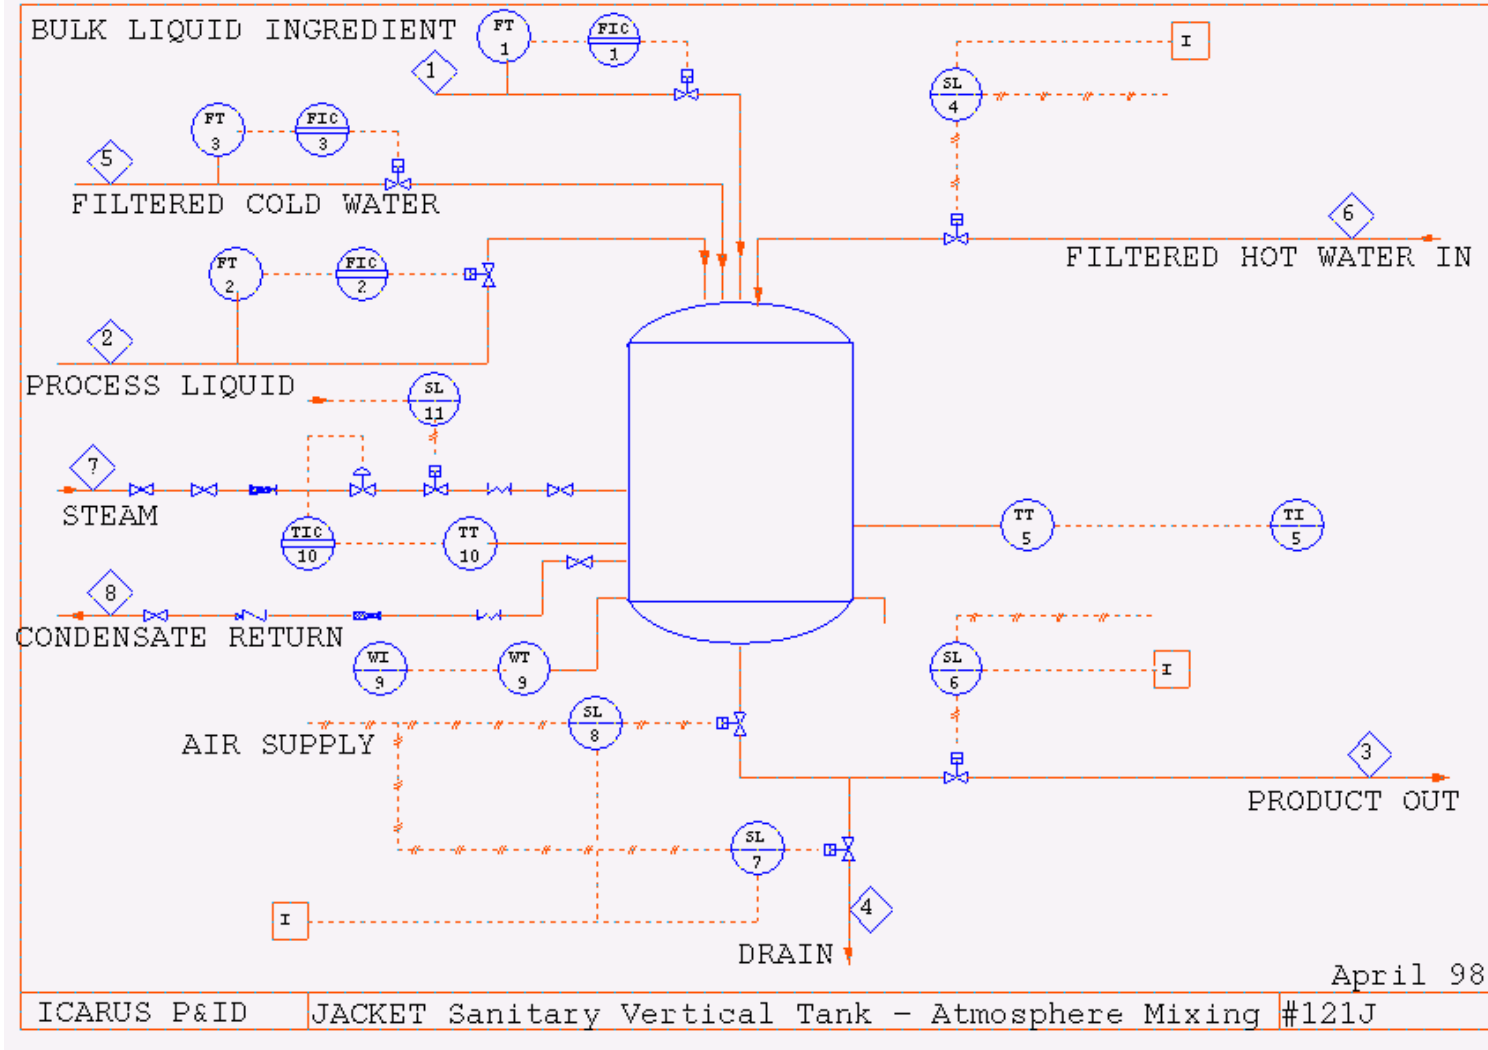 BULK LIQUID INGREDIENT
FT
1
FIC
1
1
I
SL
4
FT
3
FIC
3
5
FILTERED COLD WATER
6
FILTERED HOT WATER IN
FT
2
FIC
2
2
PROCESS LIQUID
SL
11
7
STEAM
TIC
10
TT
10
TT
5
TI
5
8
CONDENSATE RETURN
WI
9
WT
9
SL
6
I
SL
8
AIR SUPPLY
3
PRODUCT OUT
SL
7
I
4
DRAIN
April 98
ICARUS P&ID
JACKET Sanitary Vertical Tank - Atmosphere Mixing
#121J